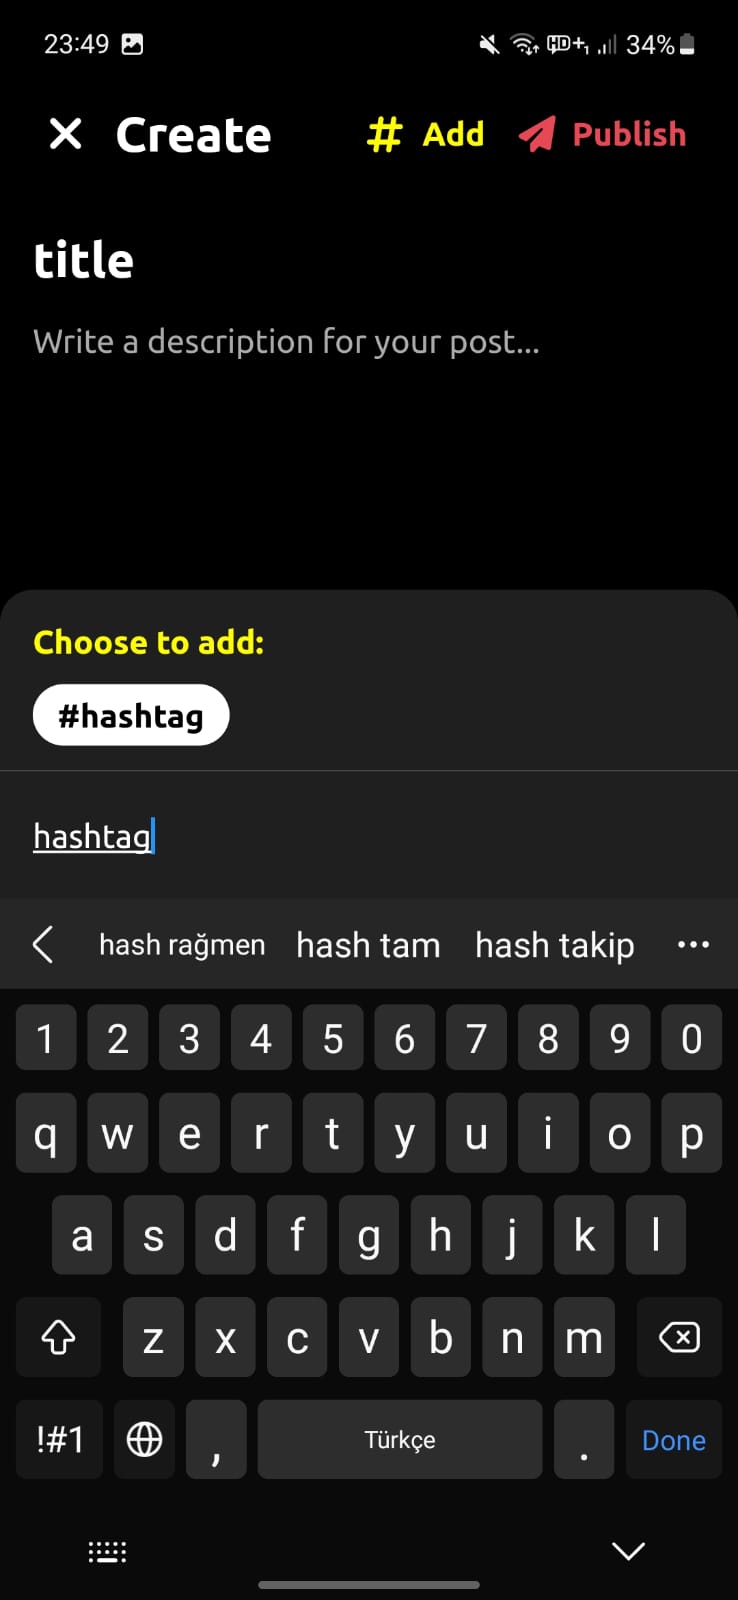 23:49 34%
Create # Add Publish
title
Write a description for your post...
Choose to add:
#hashtag
hashtag
hash rağmen hash tam hash takip ...
1 2 3 4 5 6 7 8 9 0
q w e r t y u i o p
a s d f g h j k l
z x c v b n m
!#1 , Türkçe . Done